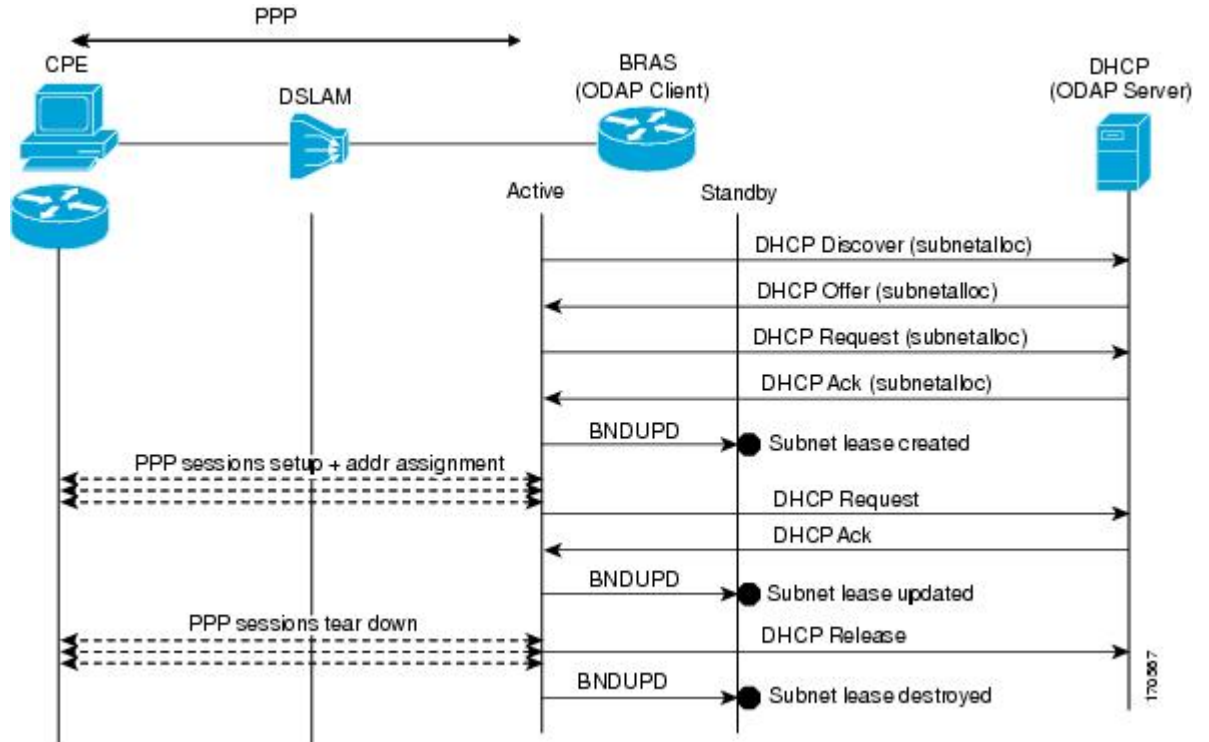 PPP
CPE
DSLAM
BRAS
(ODAP Client)
DHCP
(ODAP Server)
Active
Standby
DHCP Discover (subnetalloc)
DHCP Offer (subnetalloc)
DHCP Request (subnetalloc)
DHCP Ack (subnetalloc)
BNDUPD
Subnet lease created
PPP sessions setup + addr assignment
DHCP Request
DHCP Ack
BNDUPD
Subnet lease updated
PPP sessions tear down
DHCP Release
BNDUPD
Subnet lease destroyed
170567